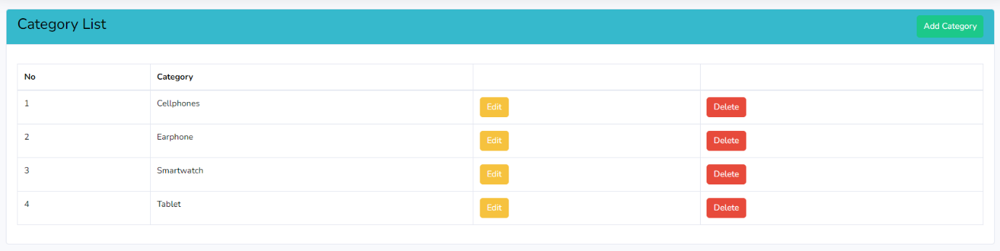 Category List
Add Category
No Category
1 Cellphones Edit Delete
2 Earphone Edit Delete
3 Smartwatch Edit Delete
4 Tablet Edit Delete